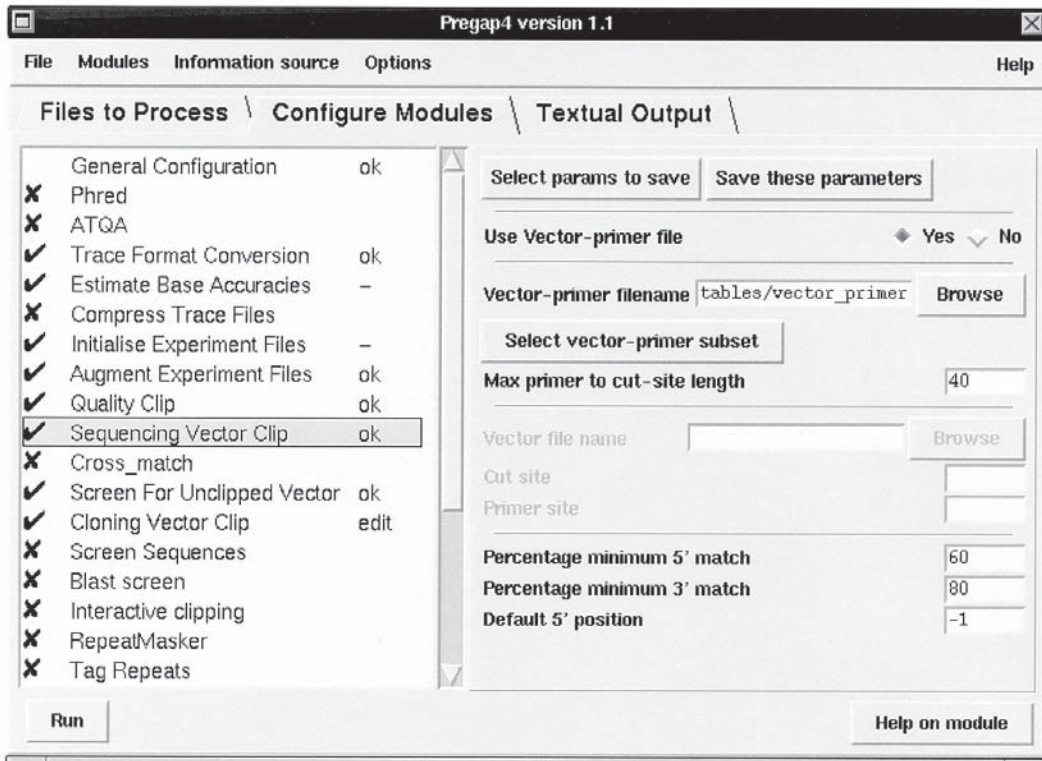 Pregap4 version 1.1
File Modules Information source Options Help
Files to Process Configure Modules Textual Output
General Configuration ok
Phred
ATQA
Trace Format Conversion ok
Estimate Base Accuracies –
Compress Trace Files
Initialise Experiment Files –
Augment Experiment Files ok
Quality Clip ok
Sequencing Vector Clip ok
Cross_match
Screen For Unclipped Vector ok
Cloning Vector Clip edit
Screen Sequences
Blast screen
Interactive clipping
RepeatMasker
Tag Repeats
Select params to save Save these parameters
Use Vector-primer file Yes No
Vector-primer filename tables/vector_primer Browse
Select vector-primer subset
Max primer to cut-site length 40
Vector file name Browse
Cut site
Primer site
Percentage minimum 5' match 60
Percentage minimum 3' match 80
Default 5' position -1
Run Help on module